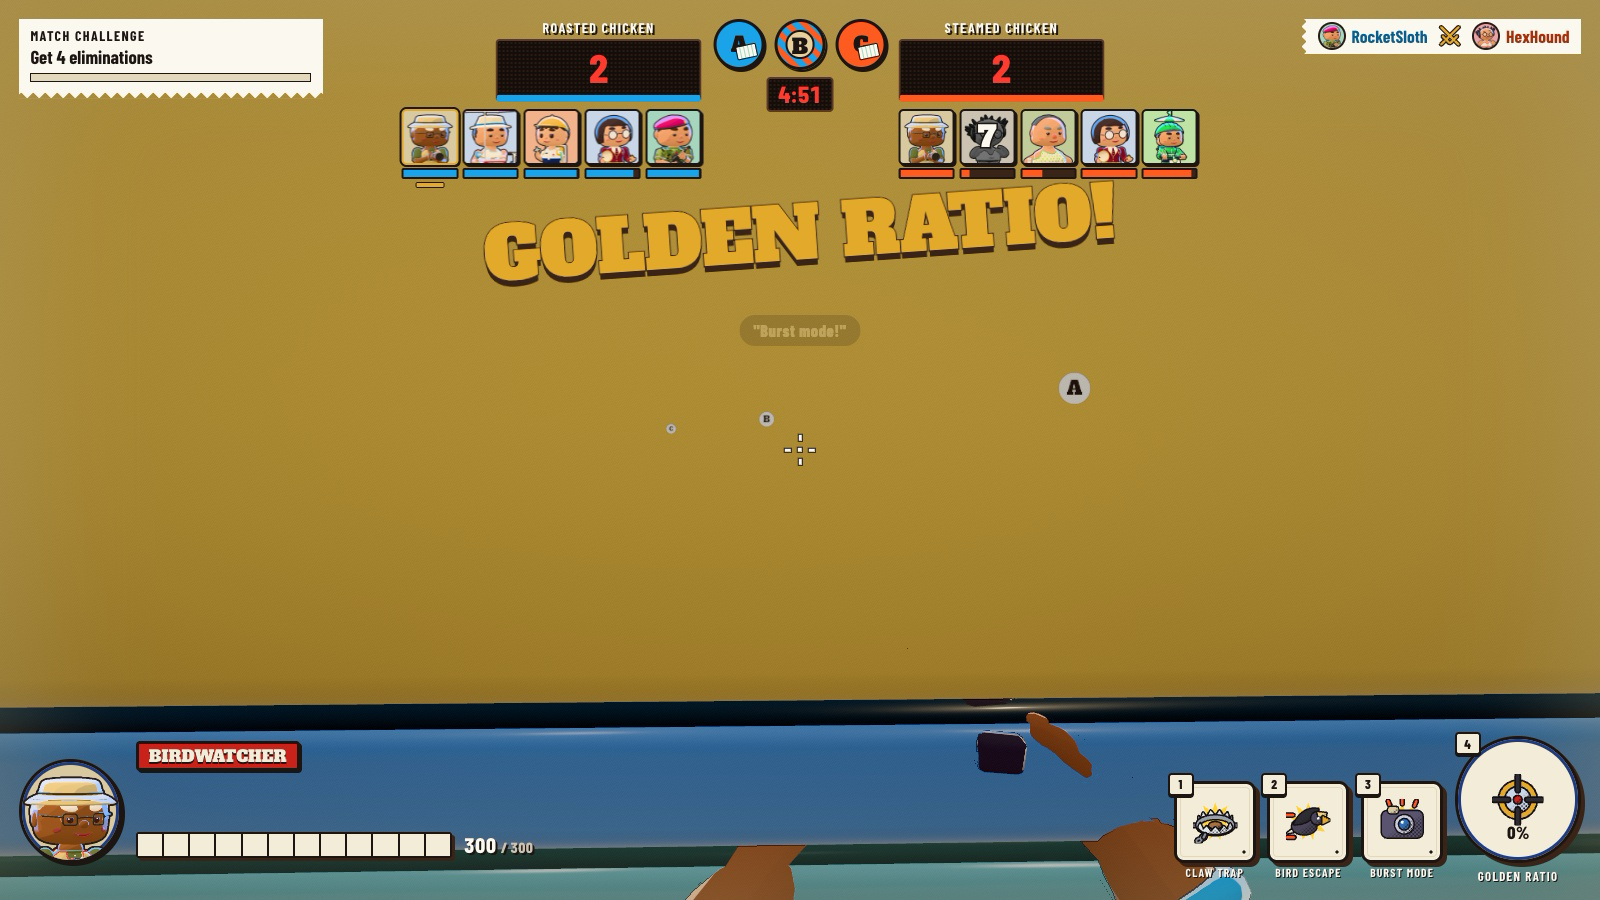 MATCH CHALLENGE
Get 4 eliminations
ROASTED CHICKEN
2
A
B
C
4:51
STEAMED CHICKEN
2
RocketSloth
HexHound
7
GOLDEN RATIO!
"Burst mode!"
A
B
C
BIRDWATCHER
300 / 300
1
CLAW TRAP
2
BIRD ESCAPE
3
BURST MODE
4
0%
GOLDEN RATIO